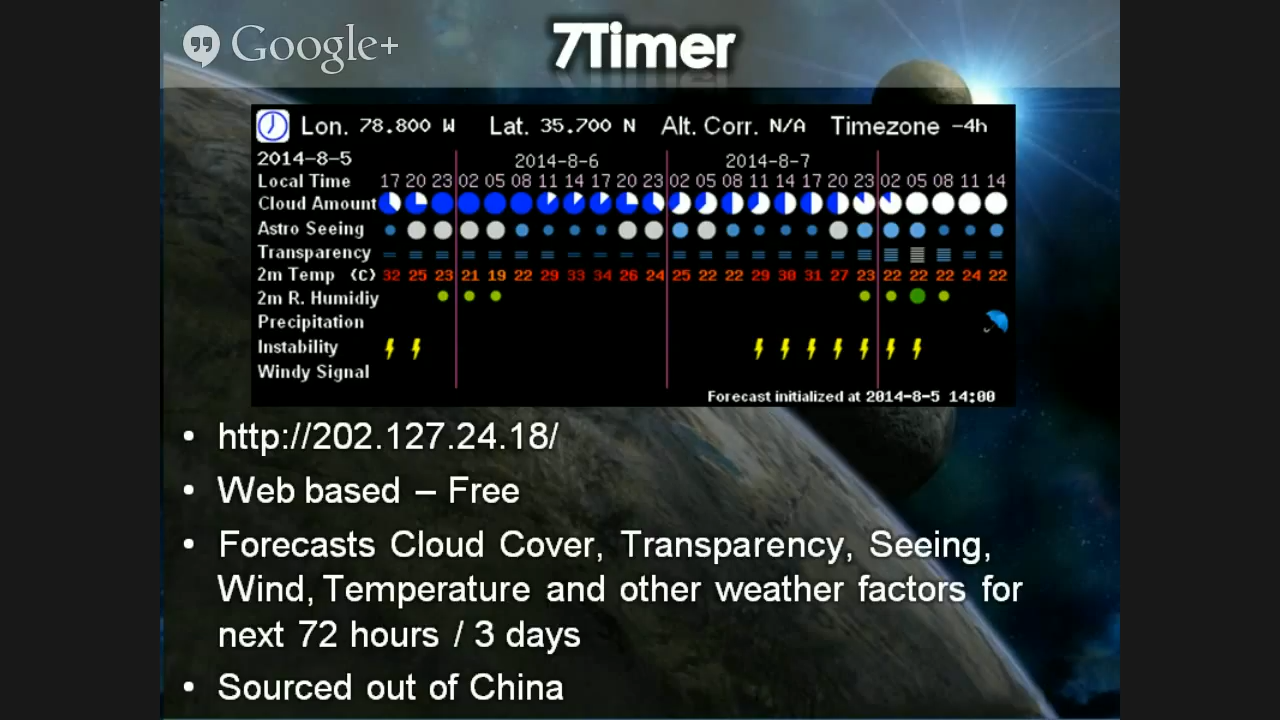 Google+
7Timer
Lon. 78.800 W Lat. 35.700 N Alt. Corr. N/A Timezone -4h
2014-8-5 2014-8-6 2014-8-7
Local Time 17 20 23 02 05 08 11 14 17 20 23 02 05 08 11 14 17 20 23 02 05 08 11 14
Cloud Amount
Astro Seeing
Transparency
2m Temp (C) 32 25 23 21 19 22 29 33 34 26 24 25 22 22 29 30 31 27 23 22 22 22 24 22
2m R. Humidiy
Precipitation
Instability
Windy Signal
Forecast initialized at 2014-8-5 14:00
• http://202.127.24.18/
• Web based – Free
• Forecasts Cloud Cover, Transparency, Seeing,
Wind, Temperature and other weather factors for
next 72 hours / 3 days
• Sourced out of China